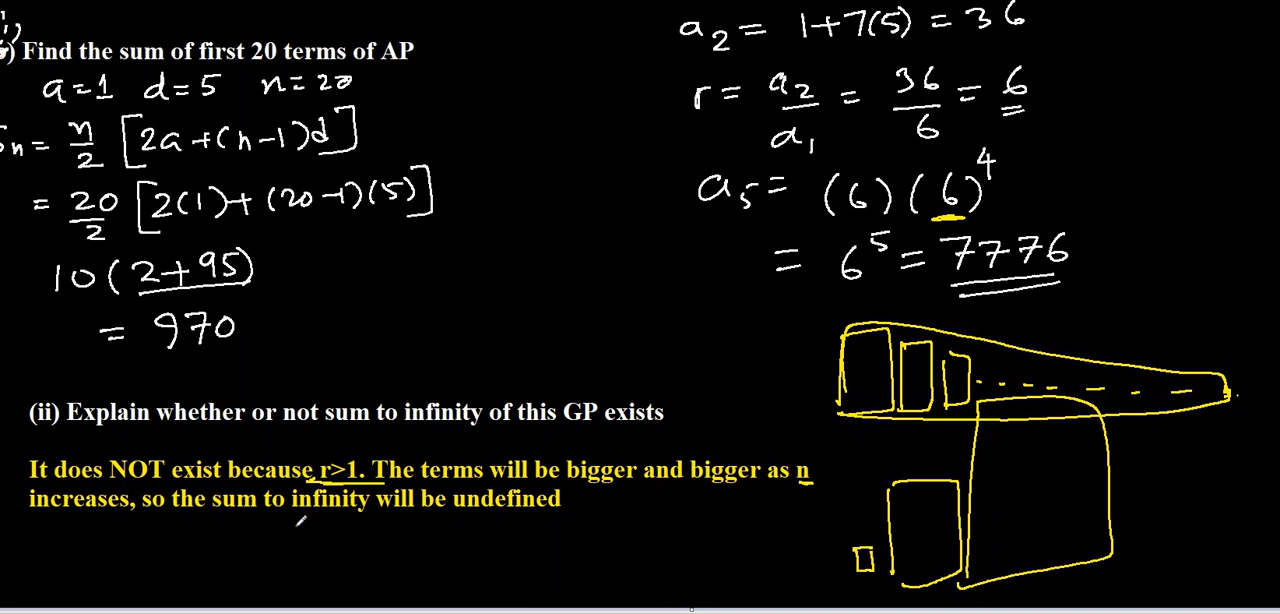 Find the sum of first 20 terms of AP
a=1 d=5 n=20
Sn = n/2 [2a+(n-1)d]
= 20/2 [2(1)+(20-1)(5)]
10(2+95)
= 970
a₂ = 1+7(5) = 36
r = a₂/a₁ = 36/6 = 6
a₅ = (6)(6)⁴
= 6⁵ = 7776
(ii) Explain whether or not sum to infinity of this GP exists
It does NOT exist because r>1. The terms will be bigger and bigger as n
increases, so the sum to infinity will be undefined